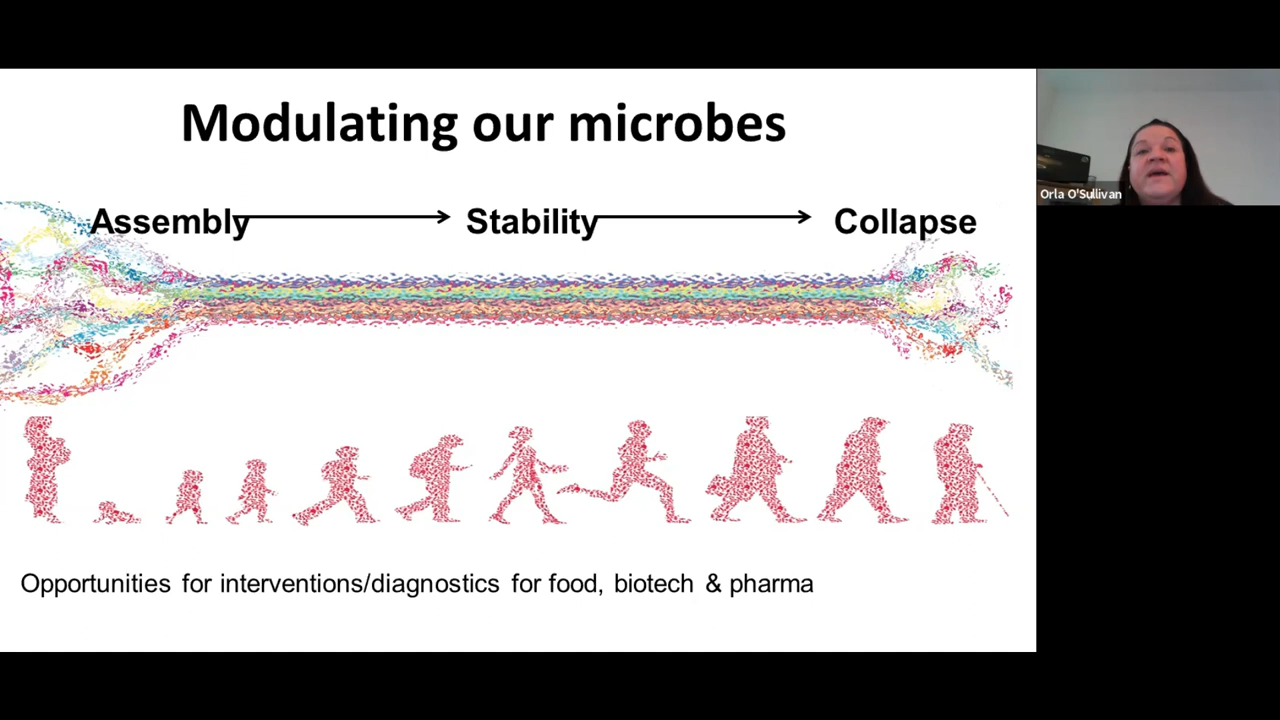 Modulating our microbes
Assembly
Stability
Collapse
Opportunities for interventions/diagnostics for food, biotech & pharma
Orla O'Sullivan